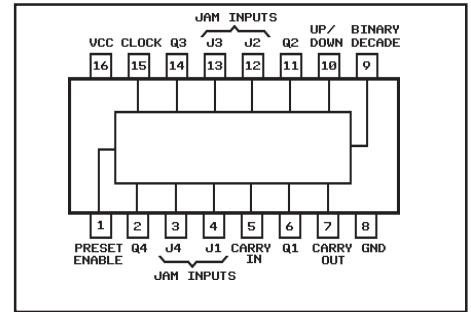 JAM INPUTS
VCC CLOCK Q3 J3 J2 Q2 UP/ DOWN BINARY DECADE
16 15 14 13 12 11 10 9
1 2 3 4 5 6 7 8
PRESET ENABLE Q4 J4 J1 CARRY IN Q1 CARRY OUT GND
JAM INPUTS